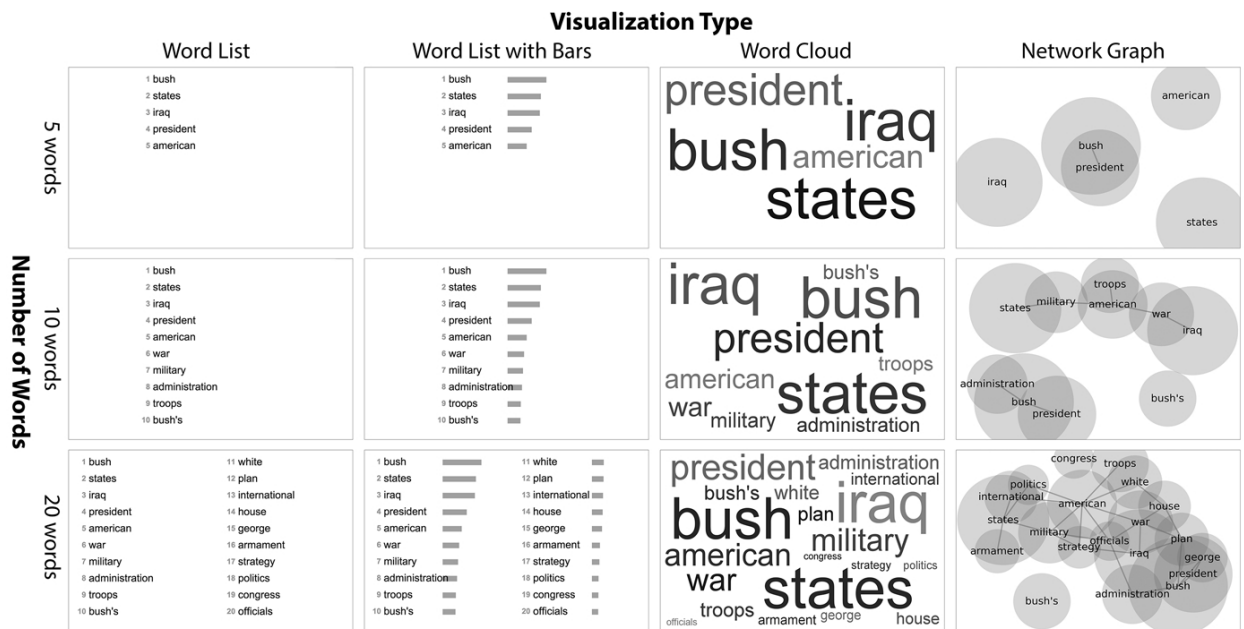 Visualization Type
Word List
Word List with Bars
Word Cloud
Network Graph
Number of Words
5 words
1 bush
2 states
3 iraq
4 president
5 american
1 bush
2 states
3 iraq
4 president
5 american
president
iraq
bush
american
states
american
bush
president
iraq
states
10 words
1 bush
2 states
3 iraq
4 president
5 american
6 war
7 military
8 administration
9 troops
10 bush's
1 bush
2 states
3 iraq
4 president
5 american
6 war
7 military
8 administration
9 troops
10 bush's
iraq
bush's
bush
president
troops
american
states
war
military
administration
troops
states
military
american
war
iraq
administration
bush
president
bush's
20 words
1 bush
2 states
3 iraq
4 president
5 american
6 war
7 military
8 administration
9 troops
10 bush's
11 white
12 plan
13 international
14 house
15 george
16 armament
17 strategy
18 politics
19 congress
20 officials
1 bush
2 states
3 iraq
4 president
5 american
6 war
7 military
8 administration
9 troops
10 bush's
11 white
12 plan
13 international
14 house
15 george
16 armament
17 strategy
18 politics
19 congress
20 officials
president
administration
international
bush's
white
iraq
bush
plan
military
american
congress
strategy
politics
war
states
troops
armament
george
house
officials
congress
troops
politics
white
international
american
house
states
war
military
officials
plan
strategy
iraq
armament
george
president
bush
administration
bush's